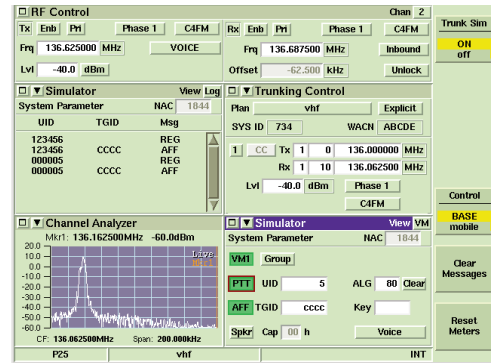 RF Control Chan 2
Tx Enb Pri Phase 1 C4FM
Frq 136.625000 MHz VOICE
Lvl -40.0 dBm
Rx Enb Pri Phase 1 C4FM
Frq 136.687500 MHz Inbound
Offset -62.500 kHz Unlock
Trunk Sim
ON
off
Simulator View Log
System Parameter NAC 1844
UID TGID Msg
123456 REG
123456 CCCC AFF
000005 REG
000005 CCCC AFF
Trunking Control
Plan vhf Explicit
SYS ID 734 WACN ABCDE
1 CC Tx 1 0 136.000000 MHz
Rx 1 10 136.062500 MHz
Lvl -40.0 dBm Phase 1
C4FM
Control
BASE
mobile
Channel Analyzer
Mkr1: 136.162500MHz -60.0dBm
Live
20.0
10.0
0.0
-10.0
-20.0
-30.0
-40.0
-50.0
-60.0
CF: 136.062500MHz Span: 200.000kHz
Simulator View VM
System Parameter NAC 1844
VM1 Group
PTT UID 5 ALG 80 Clear
AFF TGID cccc Key
Spkr Cap 00 h Voice
Clear
Messages
Reset
Meters
P25 vhf INT